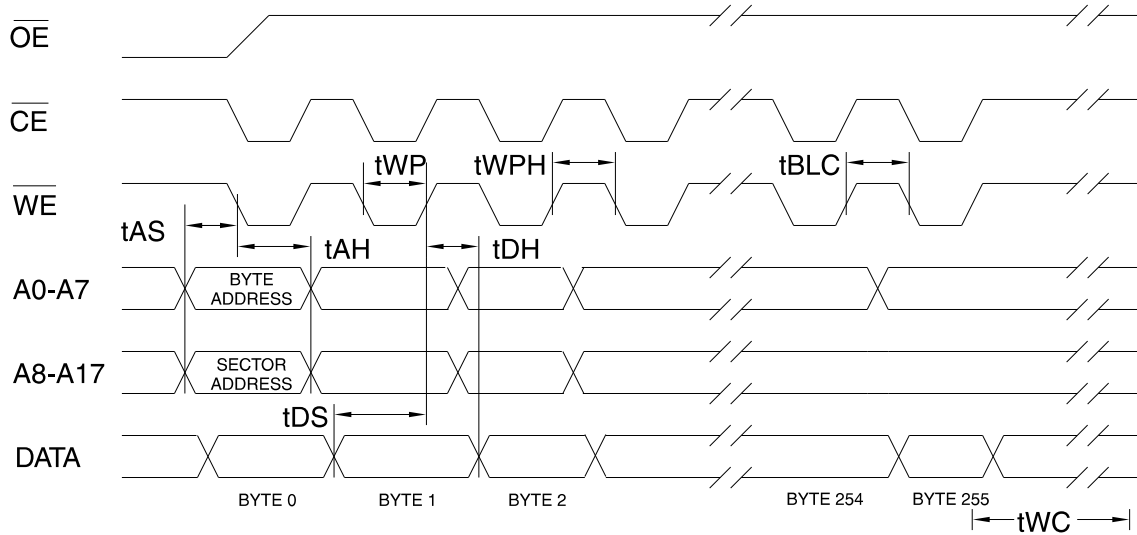 OE
CE
tWP
tWPH
tBLC
WE
tAS
tAH
tDH
A0-A7
BYTE
ADDRESS
A8-A17
SECTOR
ADDRESS
tDS
DATA
BYTE 0
BYTE 1
BYTE 2
BYTE 254
BYTE 255
tWC